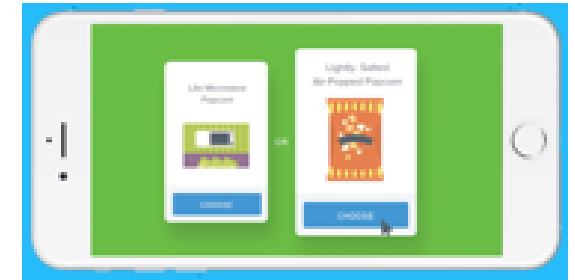 Lite Microwave
Popcorn
CHOOSE
OR
Lightly Salted
Air-Popped Popcorn
CHOOSE